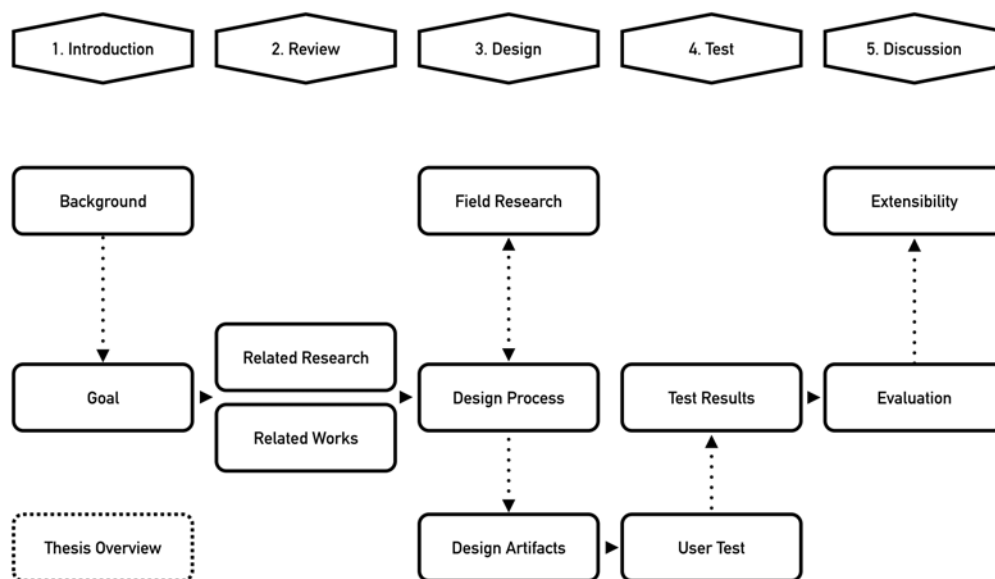 1. Introduction
2. Review
3. Design
4. Test
5. Discussion
Background
Field Research
Extensibility
Related Research
Goal
Design Process
Test Results
Evaluation
Related Works
Thesis Overview
Design Artifacts
User Test